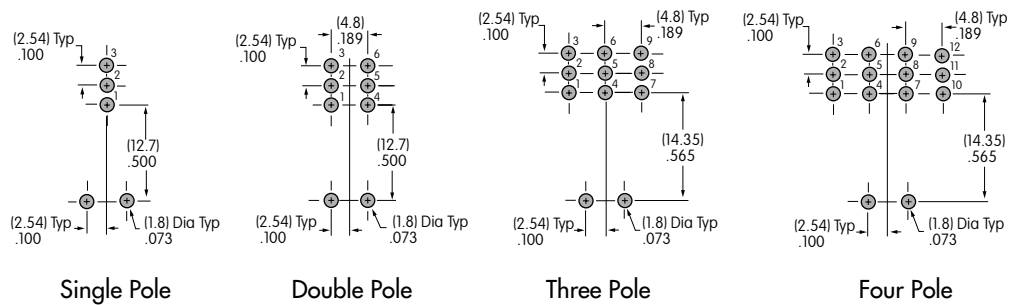 (2.54) Typ
.100
3
2
1
(12.7)
.500
(2.54) Typ
.100
(1.8) Dia Typ
.073
Single Pole
(4.8)
.189
(2.54) Typ
.100
3 6
2 5
1 4
(12.7)
.500
(2.54) Typ
.100
(1.8) Dia Typ
.073
Double Pole
(4.8) Typ
.189
(2.54) Typ
.100
3 6 9
2 5 8
1 4 7
(14.35)
.565
(2.54) Typ
.100
(1.8) Dia Typ
.073
Three Pole
(4.8) Typ
.189
(2.54) Typ
.100
3 6 9 12
2 5 8 11
1 4 7 10
(14.35)
.565
(2.54) Typ
.100
(1.8) Dia Typ
.073
Four Pole